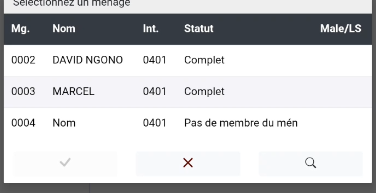 Sélectionnez un ménage
Mg. Nom Int. Statut Male/LS
0002 DAVID NGONO 0401 Complet
0003 MARCEL 0401 Complet
0004 Nom 0401 Pas de membre du mén